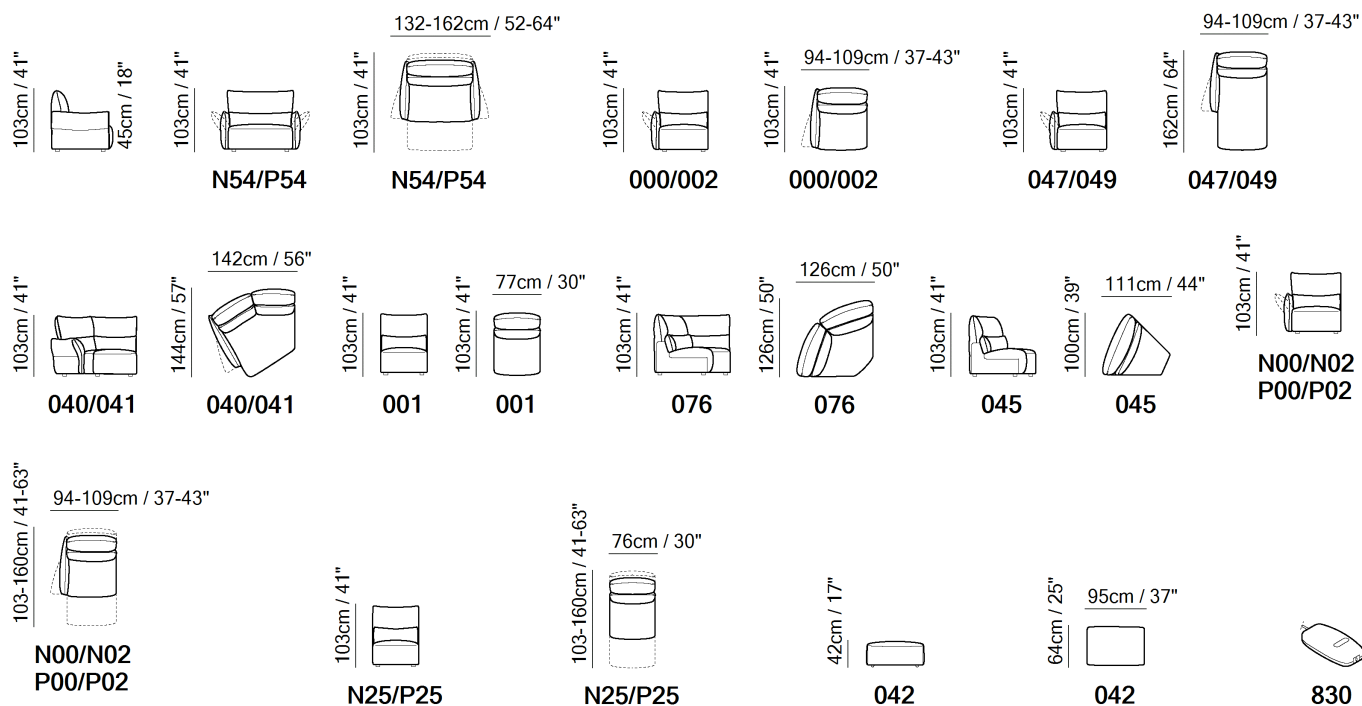 103cm / 41"
45cm / 18"
103cm / 41"
N54/P54
132-162cm / 52-64"
103cm / 41"
N54/P54
103cm / 41"
000/002
94-109cm / 37-43"
103cm / 41"
000/002
103cm / 41"
047/049
94-109cm / 37-43"
162cm / 64"
047/049
103cm / 41"
040/041
142cm / 56"
144cm / 57"
040/041
103cm / 41"
001
77cm / 30"
103cm / 41"
001
103cm / 41"
076
126cm / 50"
126cm / 50"
076
103cm / 41"
045
111cm / 44"
100cm / 39"
045
103cm / 41"
N00/N02
P00/P02
94-109cm / 37-43"
103-160cm / 41-63"
N00/N02
P00/P02
103cm / 41"
N25/P25
76cm / 30"
103-160cm / 41-63"
N25/P25
42cm / 17"
042
95cm / 37"
64cm / 25"
042
830